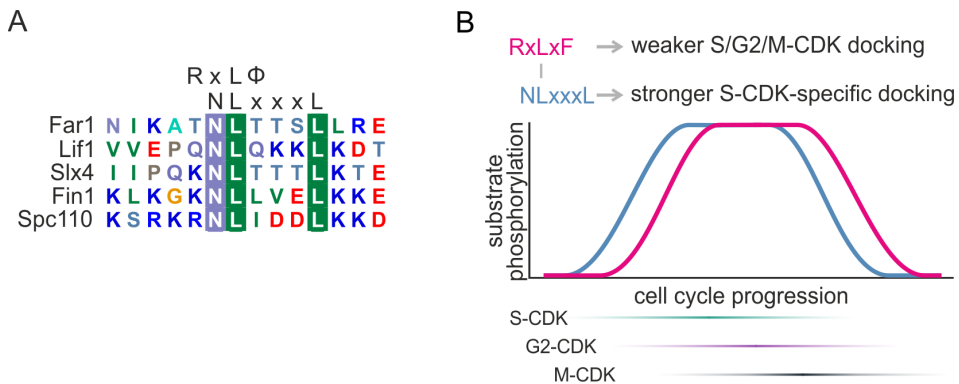 A
R x L Φ
N L x x x L
Far1 N I K A T N L T T S L L R E
Lif1 V V E P Q N L Q K K L K D T
Slx4 I I P Q K N L T T T L K T E
Fin1 K L K G K N L L V E L K K E
Spc110 K S R K R N L I D D L K K D
B
RxLxF weaker S/G2/M-CDK docking
NLxxxL stronger S-CDK-specific docking
substrate
phosphorylation
cell cycle progression
S-CDK
G2-CDK
M-CDK